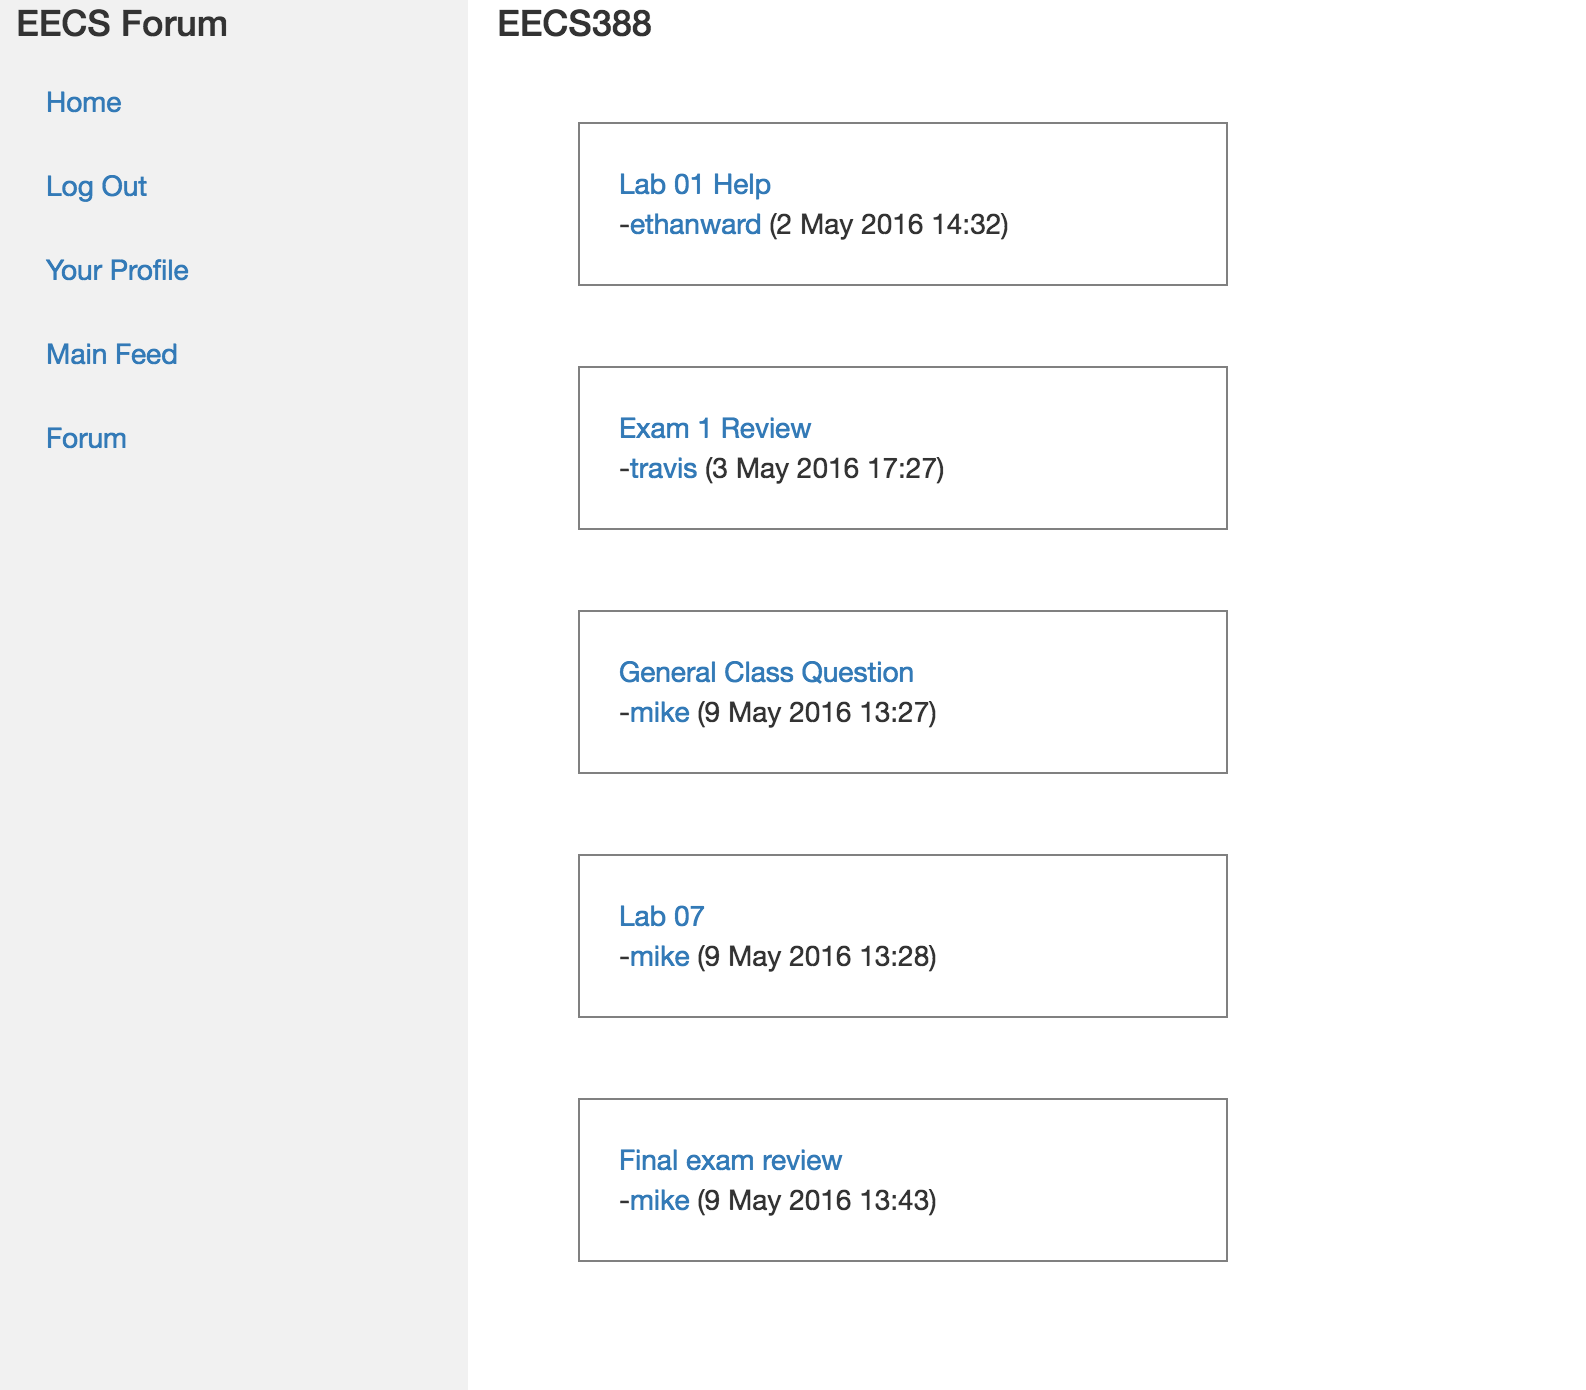 EECS Forum
Home
Log Out
Your Profile
Main Feed
Forum
EECS388
Lab 01 Help
-ethanward (2 May 2016 14:32)
Exam 1 Review
-travis (3 May 2016 17:27)
General Class Question
-mike (9 May 2016 13:27)
Lab 07
-mike (9 May 2016 13:28)
Final exam review
-mike (9 May 2016 13:43)